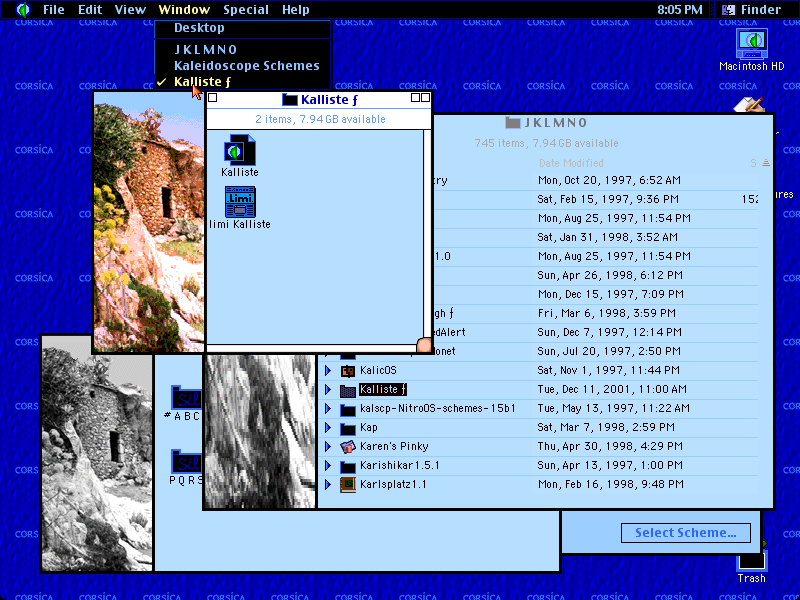 File Edit View Window Special Help 8:05 PM Finder
Desktop
J K L M N O
Kaleidoscope Schemes
✓ Kalliste ƒ
Macintosh HD
Kalliste ƒ
2 items, 7.94 GB available
Kalliste
.limi
limi Kalliste
J K L M N O
745 items, 7.94 GB available
Date Modified S
Mon, Oct 20, 1997, 6:52 AM
Sat, Feb 15, 1997, 9:36 PM 152
Mon, Aug 25, 1997, 11:54 PM
Sat, Jan 31, 1998, 3:52 AM
1.0 Mon, Aug 25, 1997, 11:54 PM
Sun, Apr 26, 1998, 6:12 PM
Mon, Dec 15, 1997, 7:09 PM
gh ƒ Fri, Mar 6, 1998, 3:59 PM
edAlert Sun, Dec 7, 1997, 12:14 PM
onet Sun, Jul 20, 1997, 2:50 PM
KalicOS Sat, Nov 1, 1997, 11:44 PM
Kalliste ƒ Tue, Dec 11, 2001, 11:00 AM
kalscp-NitroOS-schemes-15b1 Tue, May 13, 1997, 11:22 AM
Kap Sat, Mar 7, 1998, 2:59 PM
Karen's Pinky Thu, Apr 30, 1998, 4:29 PM
Karishikar1.5.1 Sun, Apr 13, 1997, 1:00 PM
Karlsplatz1.1 Mon, Feb 16, 1998, 9:48 PM
# A B C
P Q R S
Select Scheme...
Trash
CORSICA